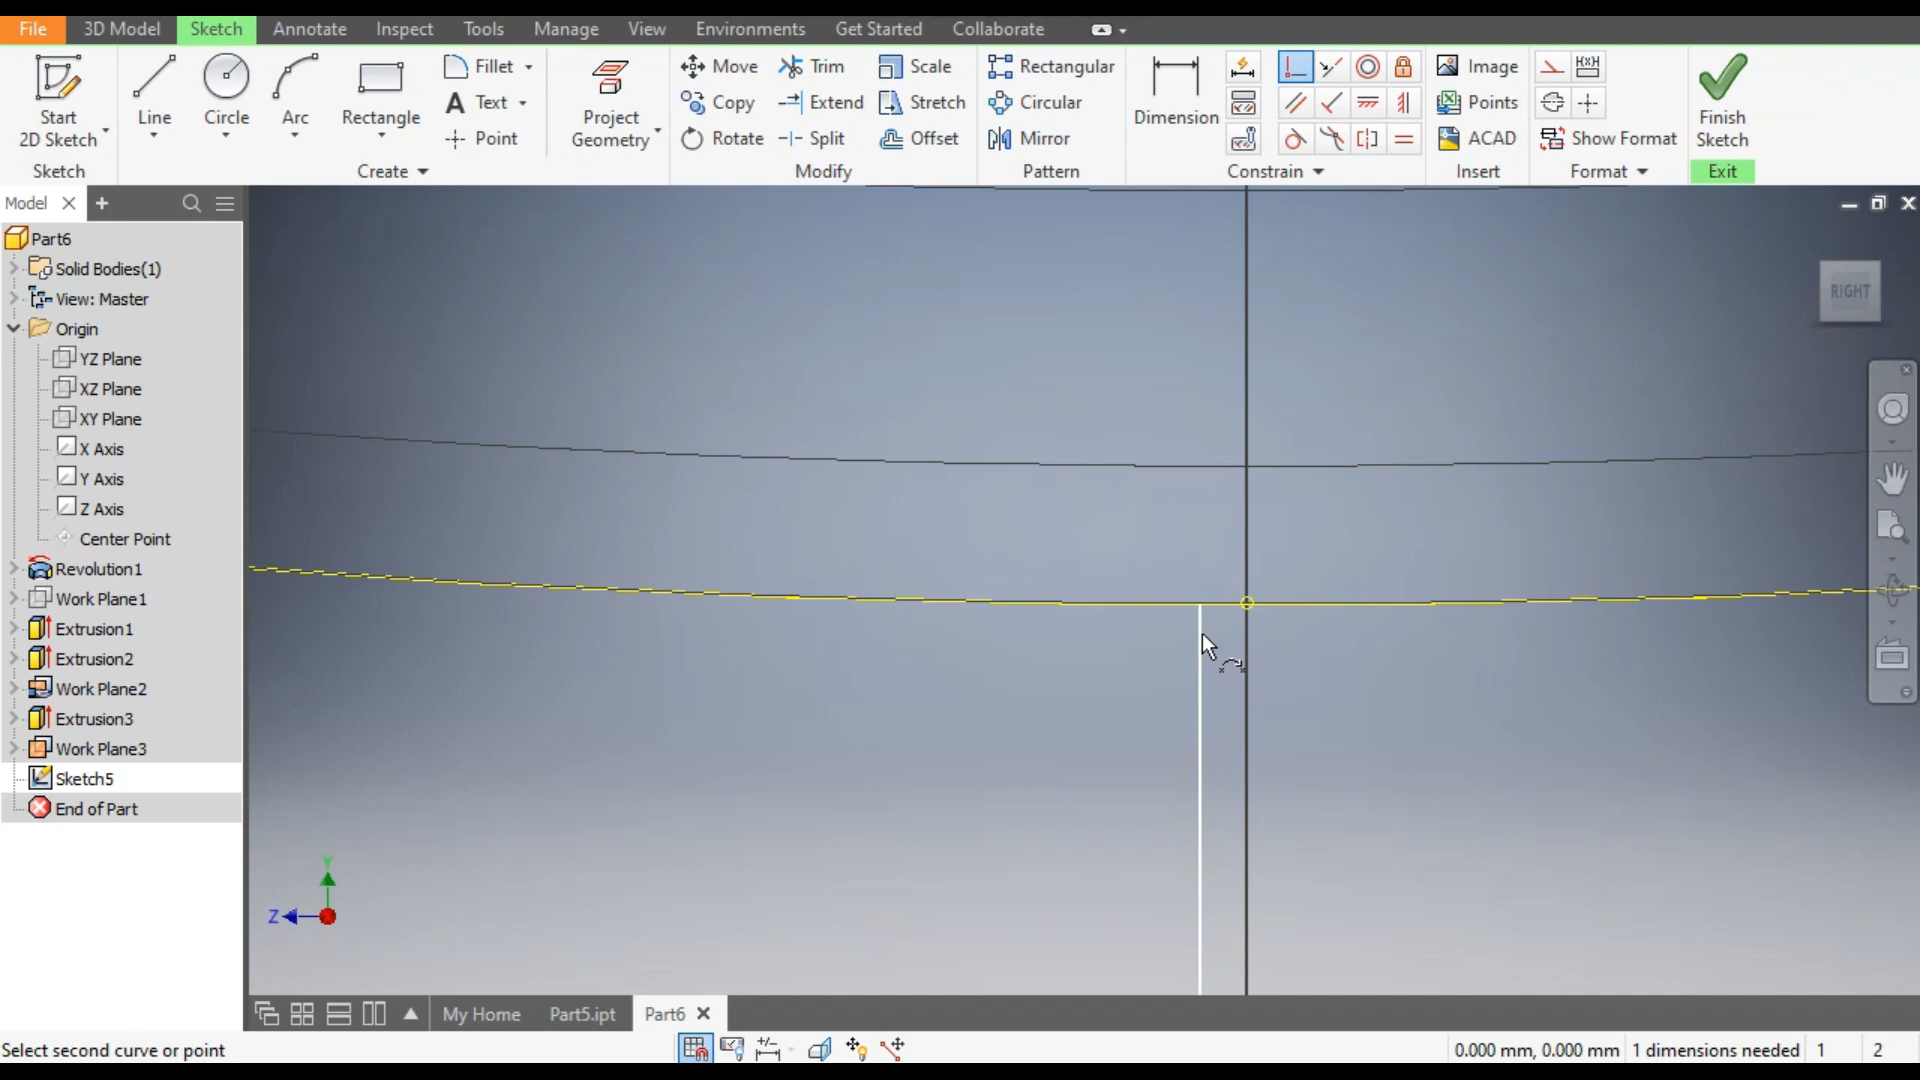 File 3D Model Sketch Annotate Inspect Tools Manage View Environments Get Started Collaborate
Start 2D Sketch
Line
Circle
Arc
Rectangle
Fillet
Text
Point
Project Geometry
Move
Copy
Rotate
Trim
Extend
Split
Scale
Stretch
Offset
Rectangular
Circular
Mirror
Dimension
Image
Points
ACAD
Show Format
Finish Sketch
Sketch Create Modify Pattern Constrain Insert Format Exit
Model
Part6
Solid Bodies(1)
View: Master
Origin
YZ Plane
XZ Plane
XY Plane
X Axis
Y Axis
Z Axis
Center Point
Revolution1
Work Plane1
Extrusion1
Extrusion2
Work Plane2
Extrusion3
Work Plane3
Sketch5
End of Part
RIGHT
Y
Z
My Home Part5.ipt Part6
Select second curve or point
0.000 mm, 0.000 mm 1 dimensions needed 1 2